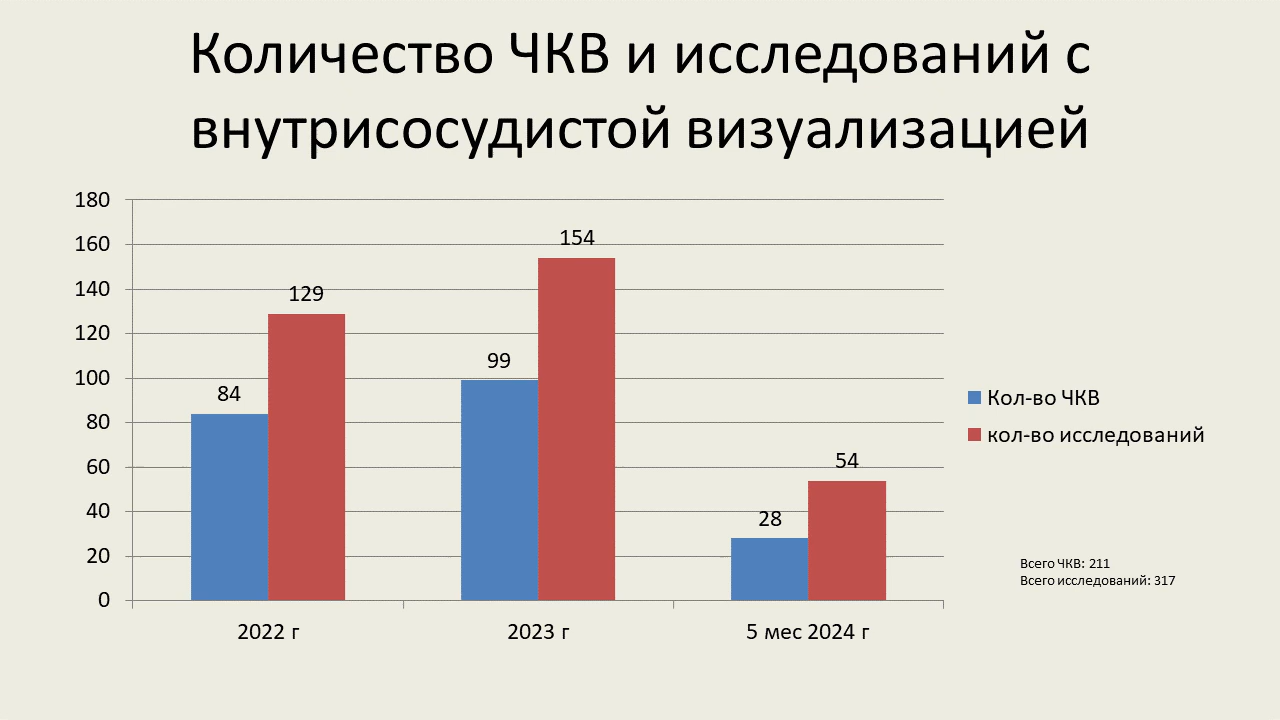 Количество ЧКВ и исследований с
внутрисосудистой визуализацией
180
160
140
120
100
80
60
40
20
0
84
129
99
154
28
54
2022 г
2023 г
5 мес 2024 г
Кол-во ЧКВ
кол-во исследований
Всего ЧКВ: 211
Всего исследований: 317